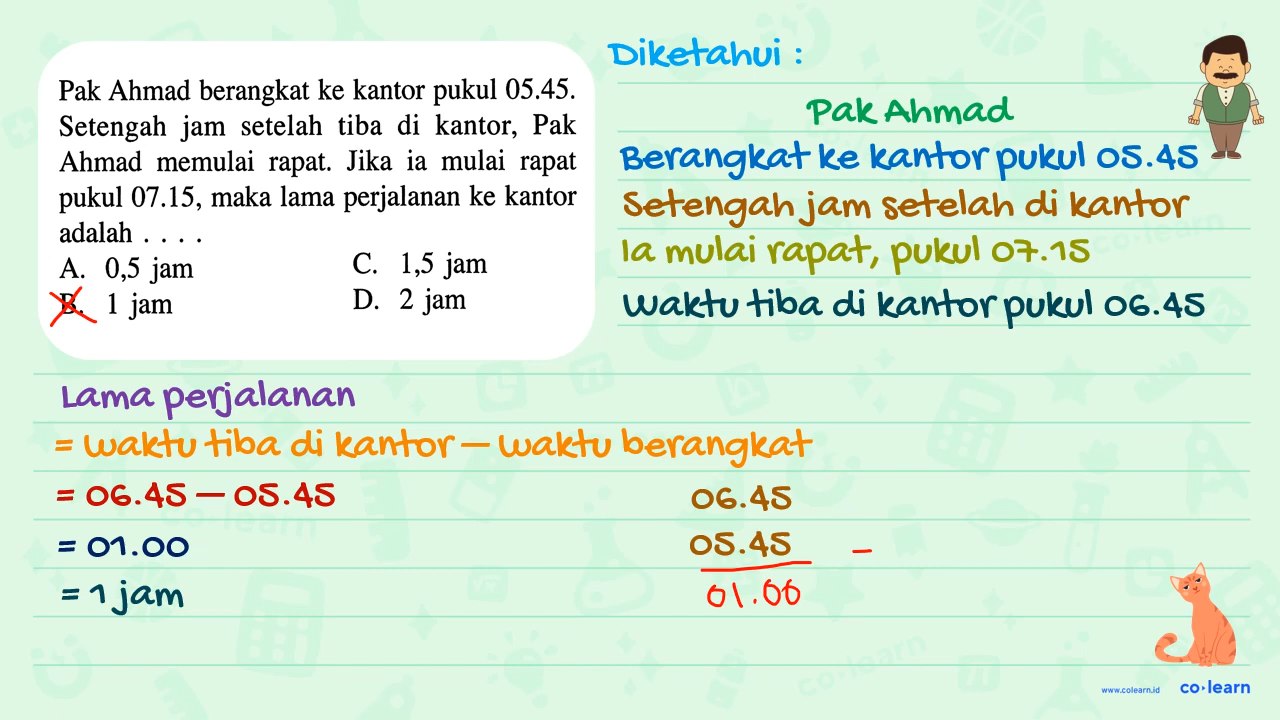 Pak Ahmad berangkat ke kantor pukul 05.45.
Setengah jam setelah tiba di kantor, Pak
Ahmad memulai rapat. Jika ia mulai rapat
pukul 07.15, maka lama perjalanan ke kantor
adalah . . . .
A. 0,5 jam
B. 1 jam
C. 1,5 jam
D. 2 jam
Diketahui :
Pak Ahmad
Berangkat ke kantor pukul 05.45
Setengah jam setelah di kantor
Ia mulai rapat, pukul 07.15
Waktu tiba di kantor pukul 06.45
Lama perjalanan
= Waktu tiba di kantor – waktu berangkat
= 06.45 – 05.45
= 01.00
= 1 jam
06.45
05.45 –
01.00
www.colearn.id
co·learn